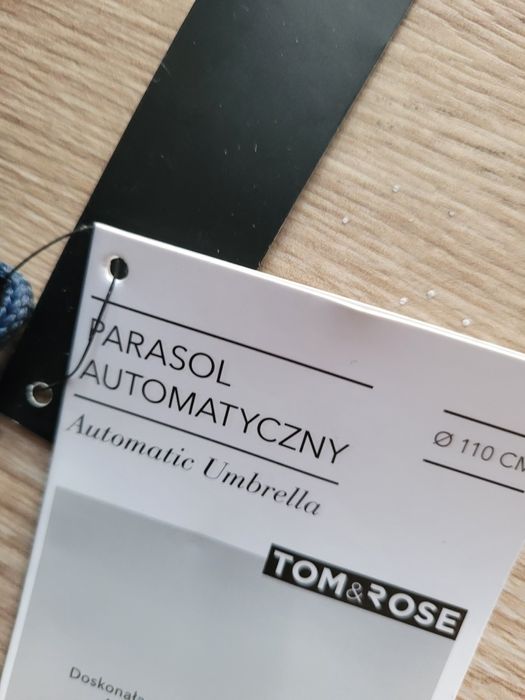 PARASOL
AUTOMATYCZNY
Automatic Umbrella
Ø 110 CM
TOM&ROSE